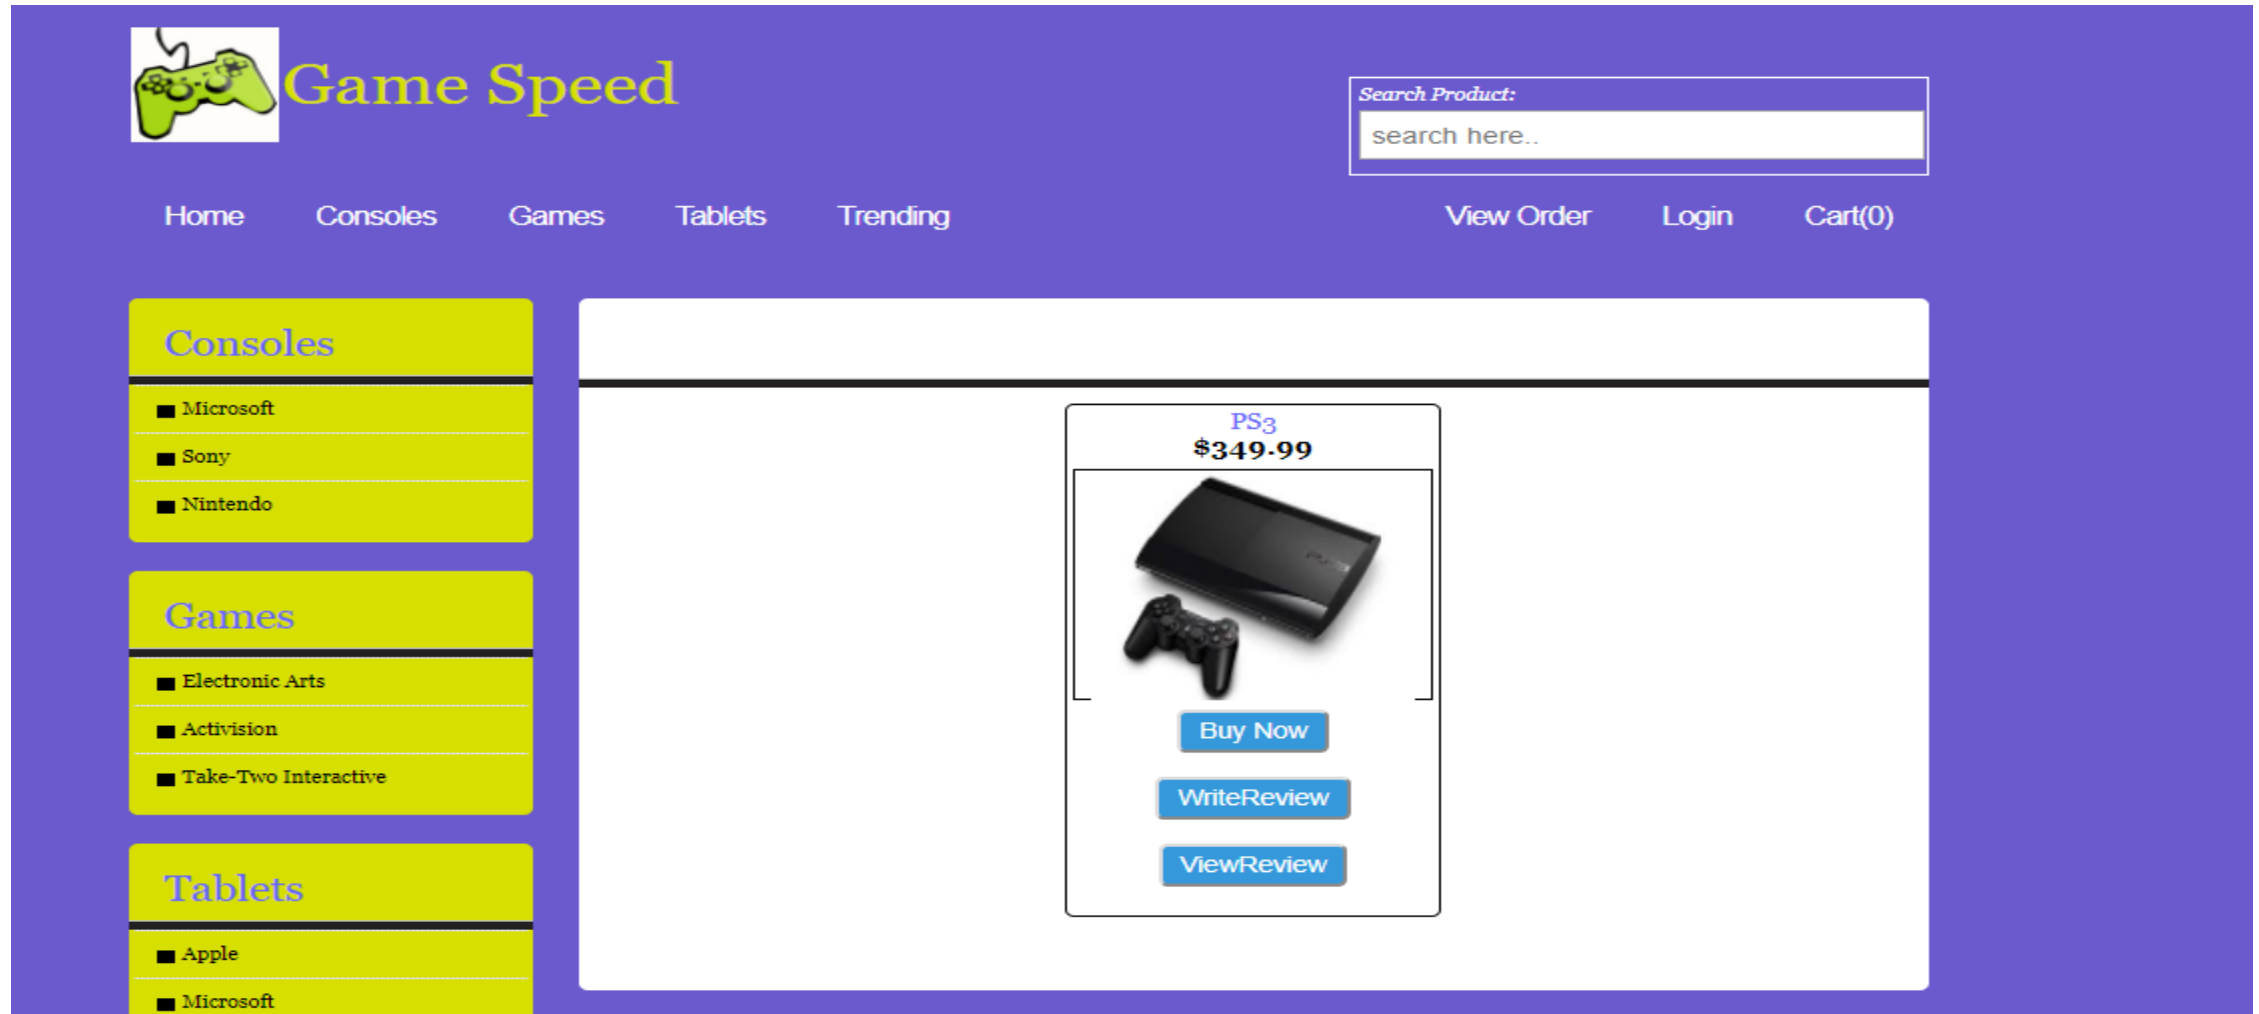 Game Speed
Search Product:
search here..
Home Consoles Games Tablets Trending View Order Login Cart(0)
Consoles
Microsoft
Sony
Nintendo
Games
Electronic Arts
Activision
Take-Two Interactive
Tablets
Apple
Microsoft
PS3
$349.99
PS3
Buy Now
WriteReview
ViewReview